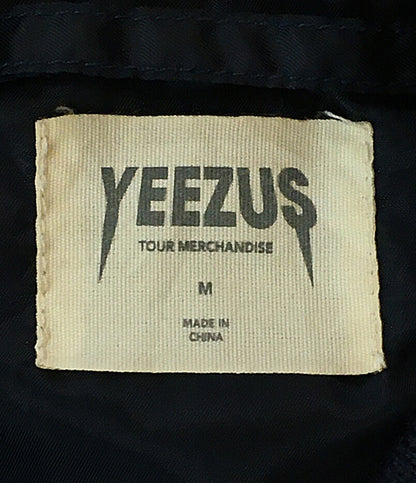 YEEZUS
TOUR MERCHANDISE
M
MADE IN
CHINA